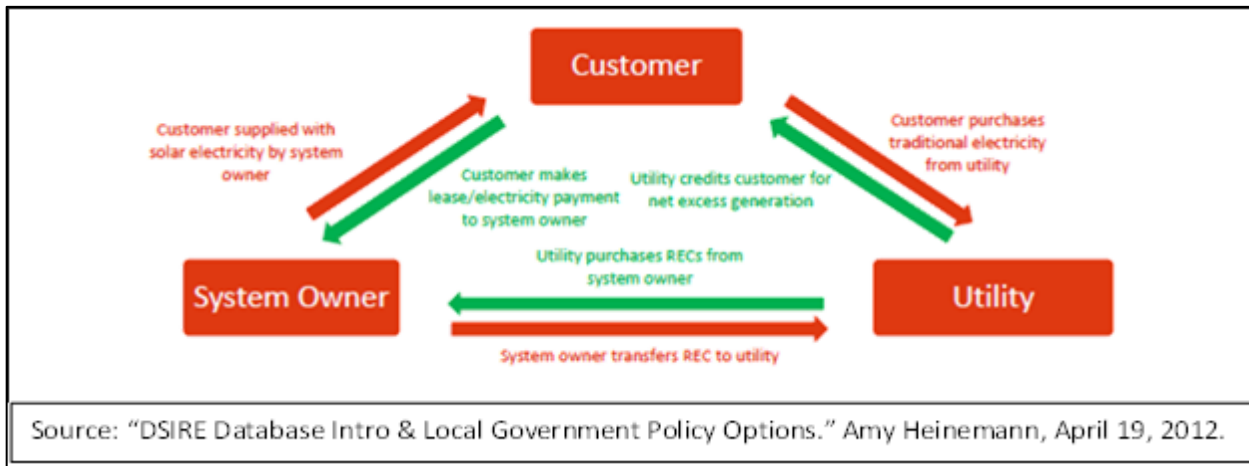 Customer
Customer supplied with
solar electricity by system
owner
Customer purchases
traditional electricity
from utility
Customer makes
lease/electricity payment
to system owner
Utility credits customer for
net excess generation
Utility purchases RECs from
system owner
System Owner
Utility
System owner transfers REC to utility
Source: “DSIRE Database Intro & Local Government Policy Options.” Amy Heinemann, April 19, 2012.